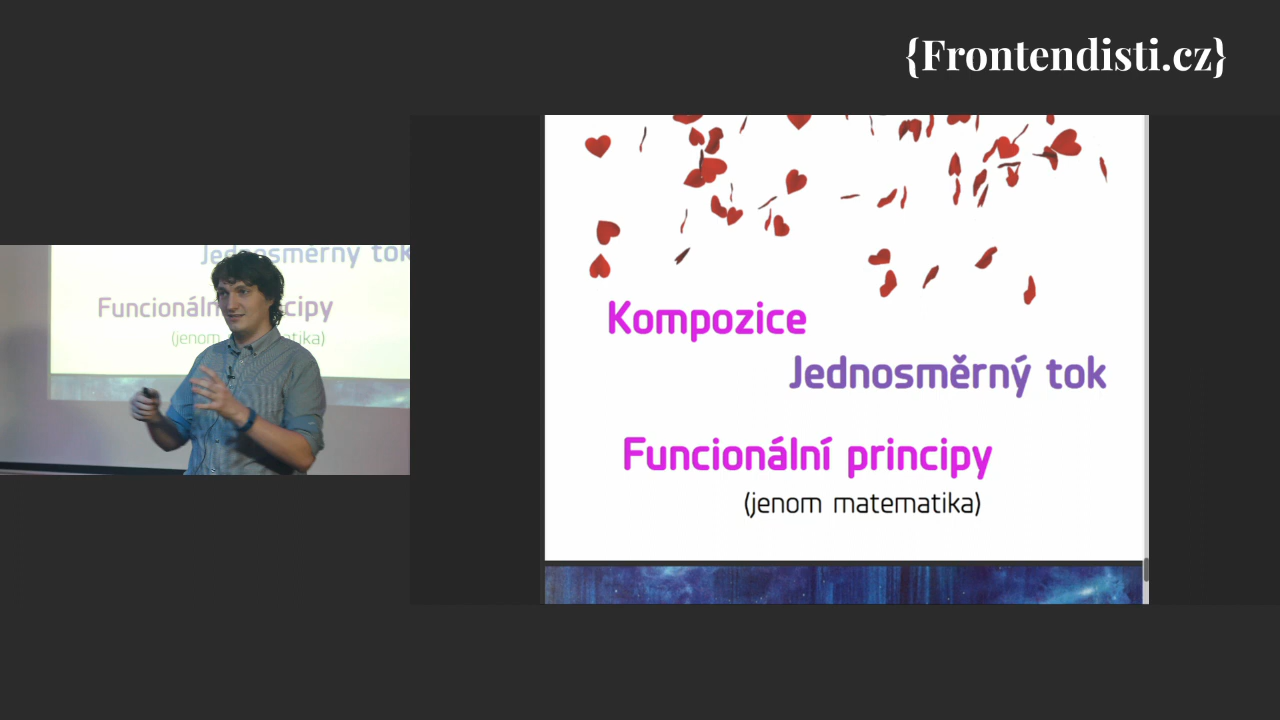 {Frontendisti.cz}
Jednosměrný tok
Funcionální principy
(jenom matematika)
Kompozice
Jednosměrný tok
Funcionální principy
(jenom matematika)